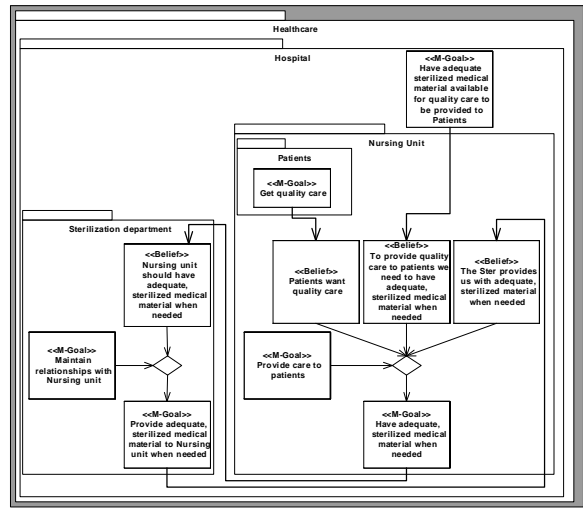 Healthcare
Hospital
<<M-Goal>>
Have adequate
sterilized medical
material available
for quality care to
be provided to
Patients
Nursing Unit
Patients
<<M-Goal>>
Get quality care
Sterilization department
<<Belief>>
Nursing unit
should have
adequate,
sterilized medical
material when
needed
<<Belief>>
Patients want
quality care
<<Belief>>
To provide quality
care to patients we
need to have
adequate,
sterilized medical
material when
needed
<<Belief>>
The Ster provides
us with adequate,
sterilized material
when needed
<<M-Goal>>
Maintain
relationships with
Nursing unit
<<M-Goal>>
Provide care to
patients
<<M-Goal>>
Provide adequate,
sterilized medical
material to Nursing
unit when needed
<<M-Goal>>
Have adequate,
sterilized medical
material when
needed